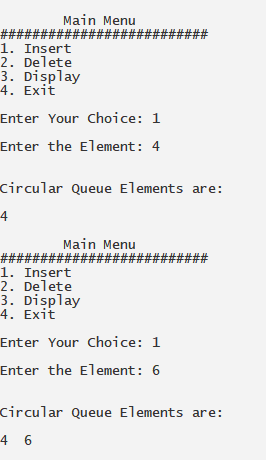 Main Menu
##########################
1. Insert
2. Delete
3. Display
4. Exit
Enter Your Choice: 1
Enter the Element: 4
Circular Queue Elements are:
4
Main Menu
##########################
1. Insert
2. Delete
3. Display
4. Exit
Enter Your Choice: 1
Enter the Element: 6
Circular Queue Elements are:
4  6